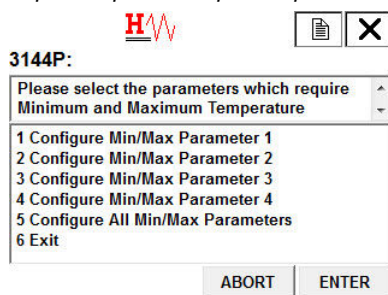 H
3144P:
Please select the parameters which require
Minimum and Maximum Temperature
1 Configure Min/Max Parameter 1
2 Configure Min/Max Parameter 2
3 Configure Min/Max Parameter 3
4 Configure Min/Max Parameter 4
5 Configure All Min/Max Parameters
6 Exit
ABORT ENTER